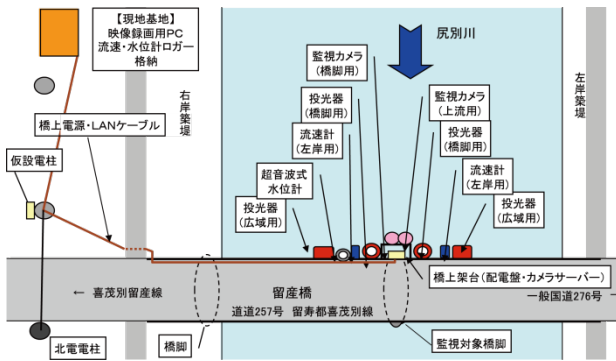 【現地基地】
映像録画用PC
流速・水位計ロガー
格納
尻別川
監視カメラ
(橋脚用)
監視カメラ
(上流用)
左岸築堤
右岸築堤
投光器
(橋脚用)
投光器
(橋脚用)
橋上電源・LANケーブル
流速計
(左岸用)
流速計
(左岸用)
仮設電柱
超音波式
水位計
投光器
(広域用)
投光器
(広域用)
橋上架台(配電盤・カメラサーバー)
← 喜茂別留産線
留産橋
一般国道276号 →
道道257号 留寿都喜茂別線
北電電柱
橋脚
監視対象橋脚